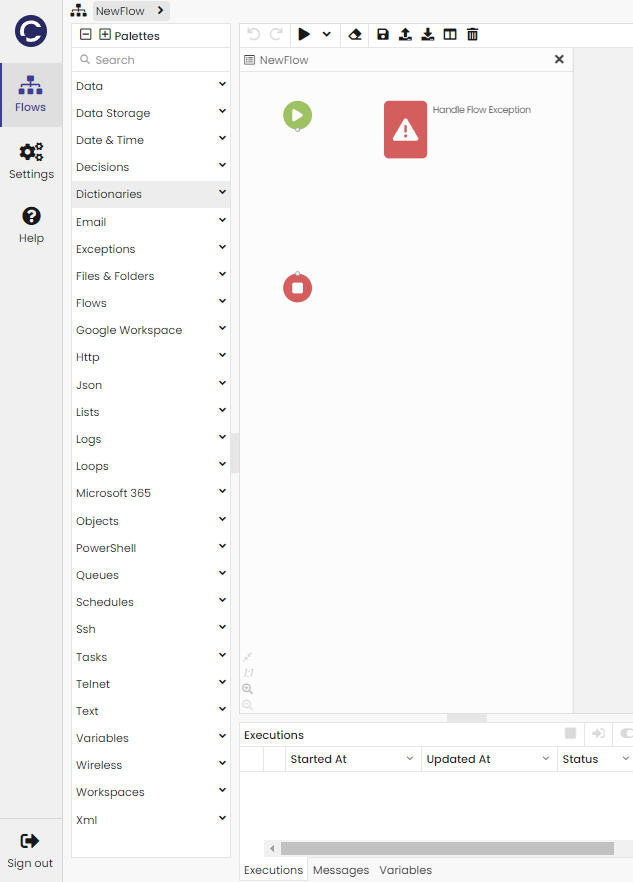 NewFlow
Flows
Settings
Help
Sign out
Palettes
Search
Data
Data Storage
Date & Time
Decisions
Dictionaries
Email
Exceptions
Files & Folders
Flows
Google Workspace
Http
Json
Lists
Logs
Loops
Microsoft 365
Objects
PowerShell
Queues
Schedules
Ssh
Tasks
Telnet
Text
Variables
Wireless
Workspaces
Xml
NewFlow
Handle Flow Exception
1:1
Executions
Started At Updated At Status
Executions Messages Variables